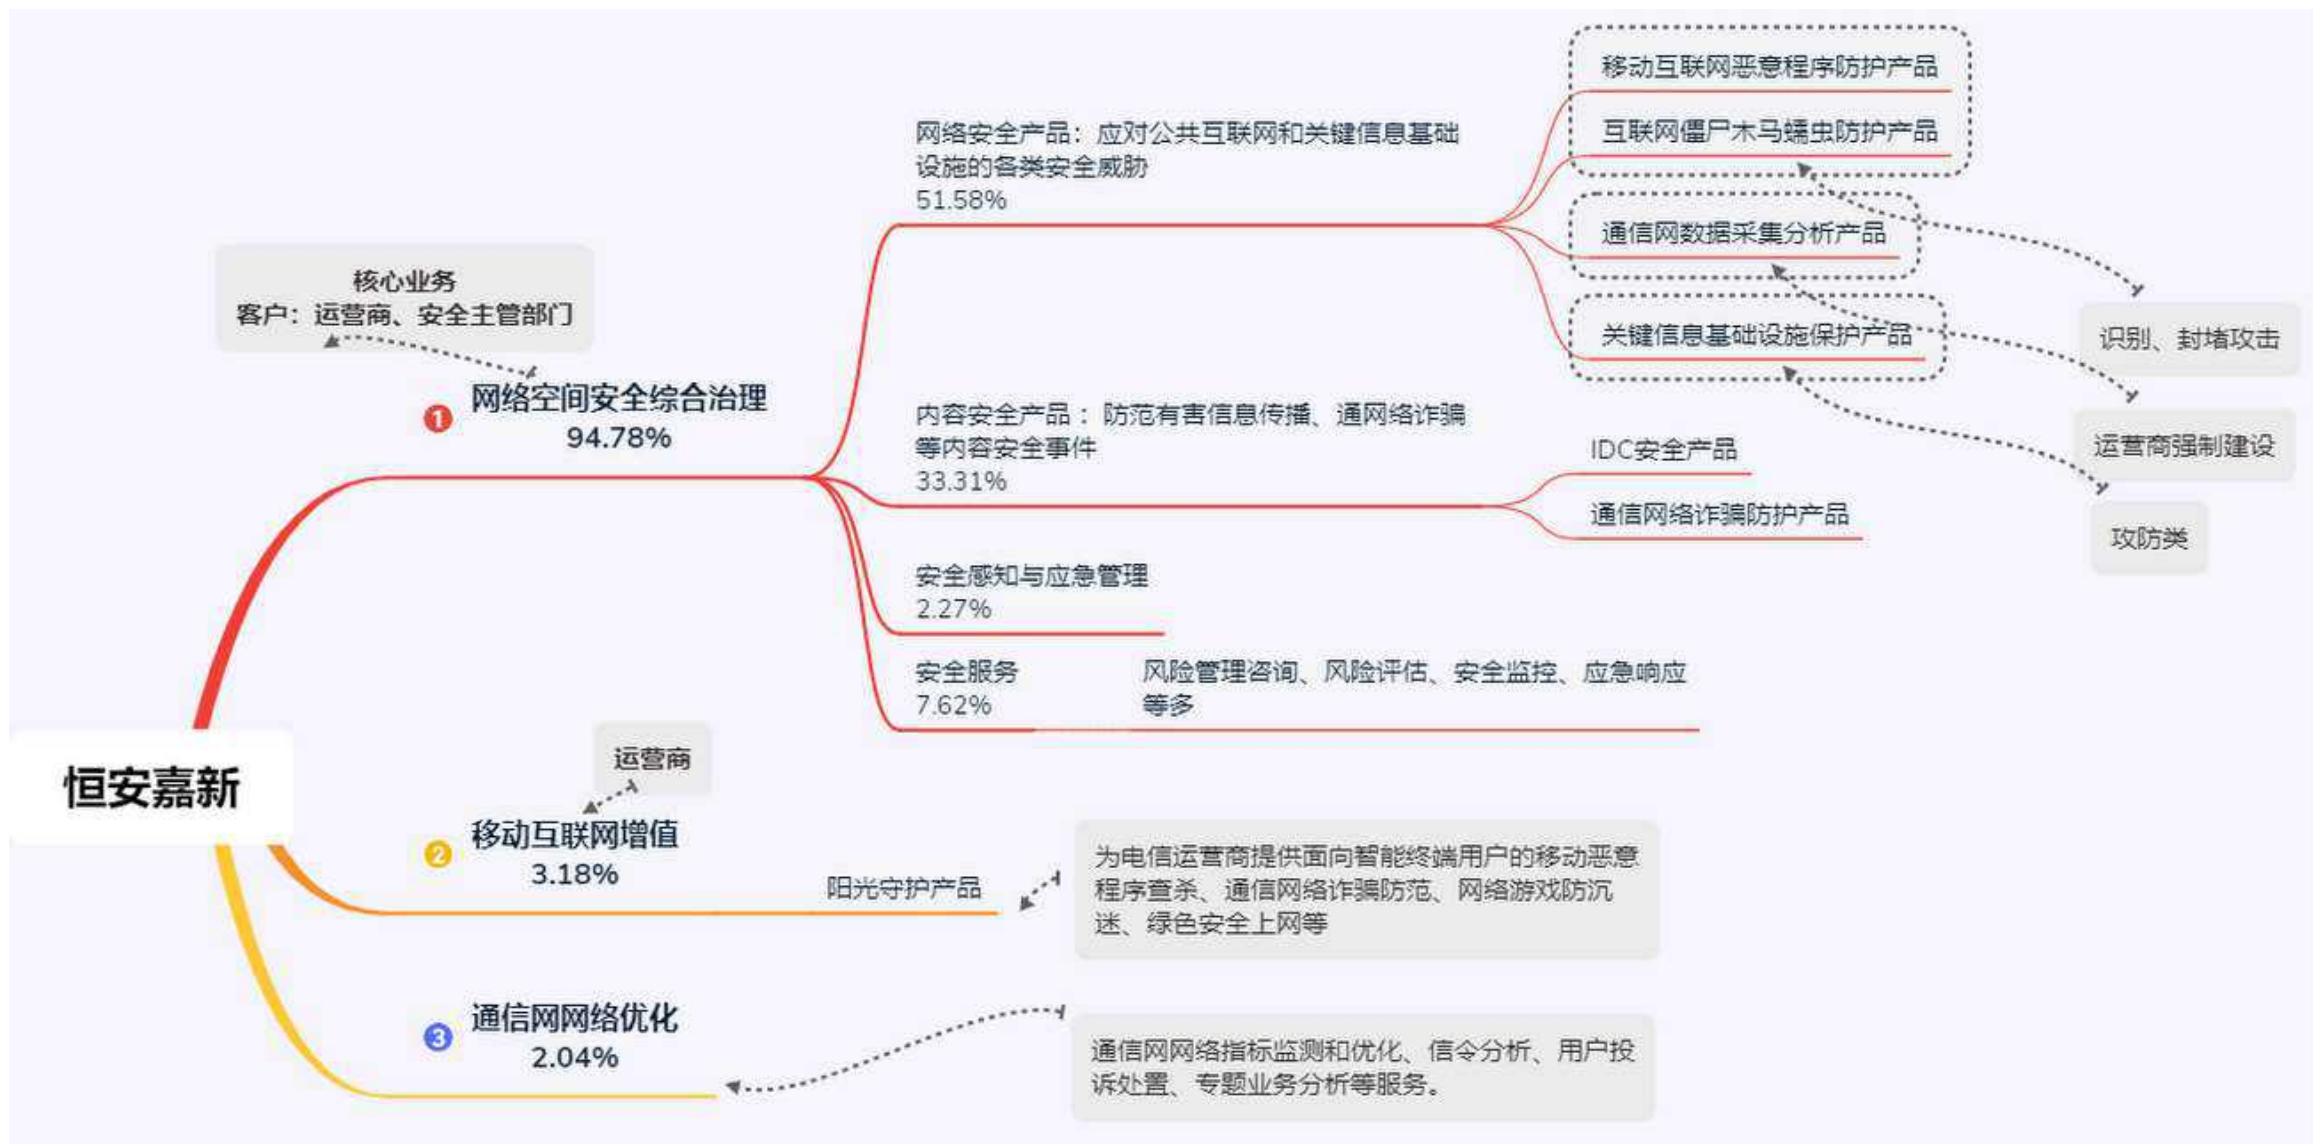 恒安嘉新
核心业务
客户：运营商、安全主管部门
1
网络空间安全综合治理
94.78%
网络安全产品：应对公共互联网和关键信息基础
设施的各类安全威胁
51.58%
移动互联网恶意程序防护产品
互联网僵尸木马蠕虫防护产品
通信网数据采集分析产品
关键信息基础设施保护产品
识别、封堵攻击
运营商强制建设
攻防类
内容安全产品：防范有害信息传播、通网络诈骗
等内容安全事件
33.31%
IDC安全产品
通信网络诈骗防护产品
安全感知与应急管理
2.27%
安全服务
7.62%
风险管理咨询、风险评估、安全监控、应急响应
等多
运营商
2
移动互联网增值
3.18%
阳光守护产品
为电信运营商提供面向智能终端用户的移动恶意
程序查杀、通信网络诈骗防范、网络游戏防沉
迷、绿色安全上网等
3
通信网网络优化
2.04%
通信网网络指标监测和优化、信令分析、用户投
诉处置、专题业务分析等服务。